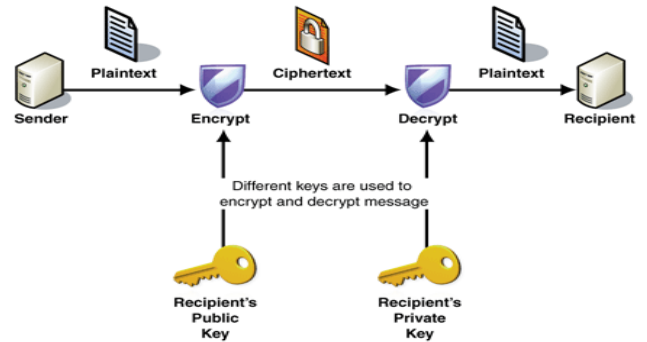 Plaintext
Ciphertext
Plaintext
Sender
Encrypt
Decrypt
Recipient
Different keys are used to
encrypt and decrypt message
Recipient's
Public
Key
Recipient's
Private
Key